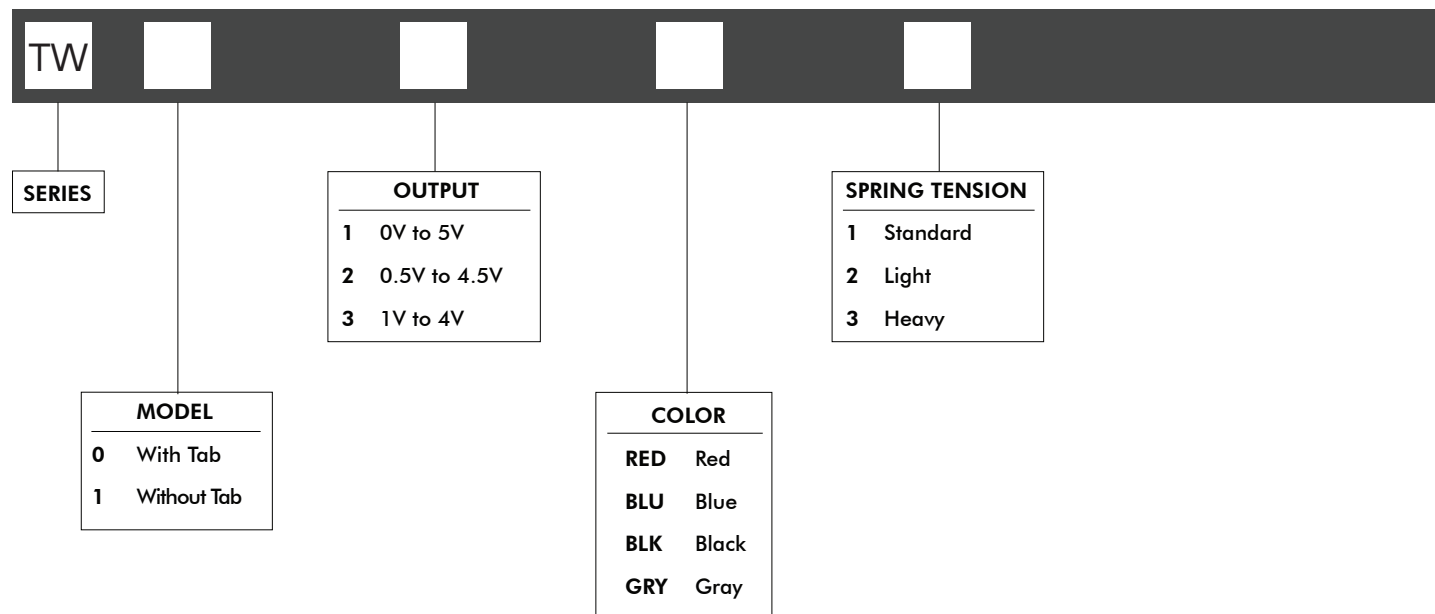 TW
SERIES
OUTPUT
1 0V to 5V
2 0.5V to 4.5V
3 1V to 4V
SPRING TENSION
1 Standard
2 Light
3 Heavy
MODEL
0 With Tab
1 Without Tab
COLOR
RED Red
BLU Blue
BLK Black
GRY Gray